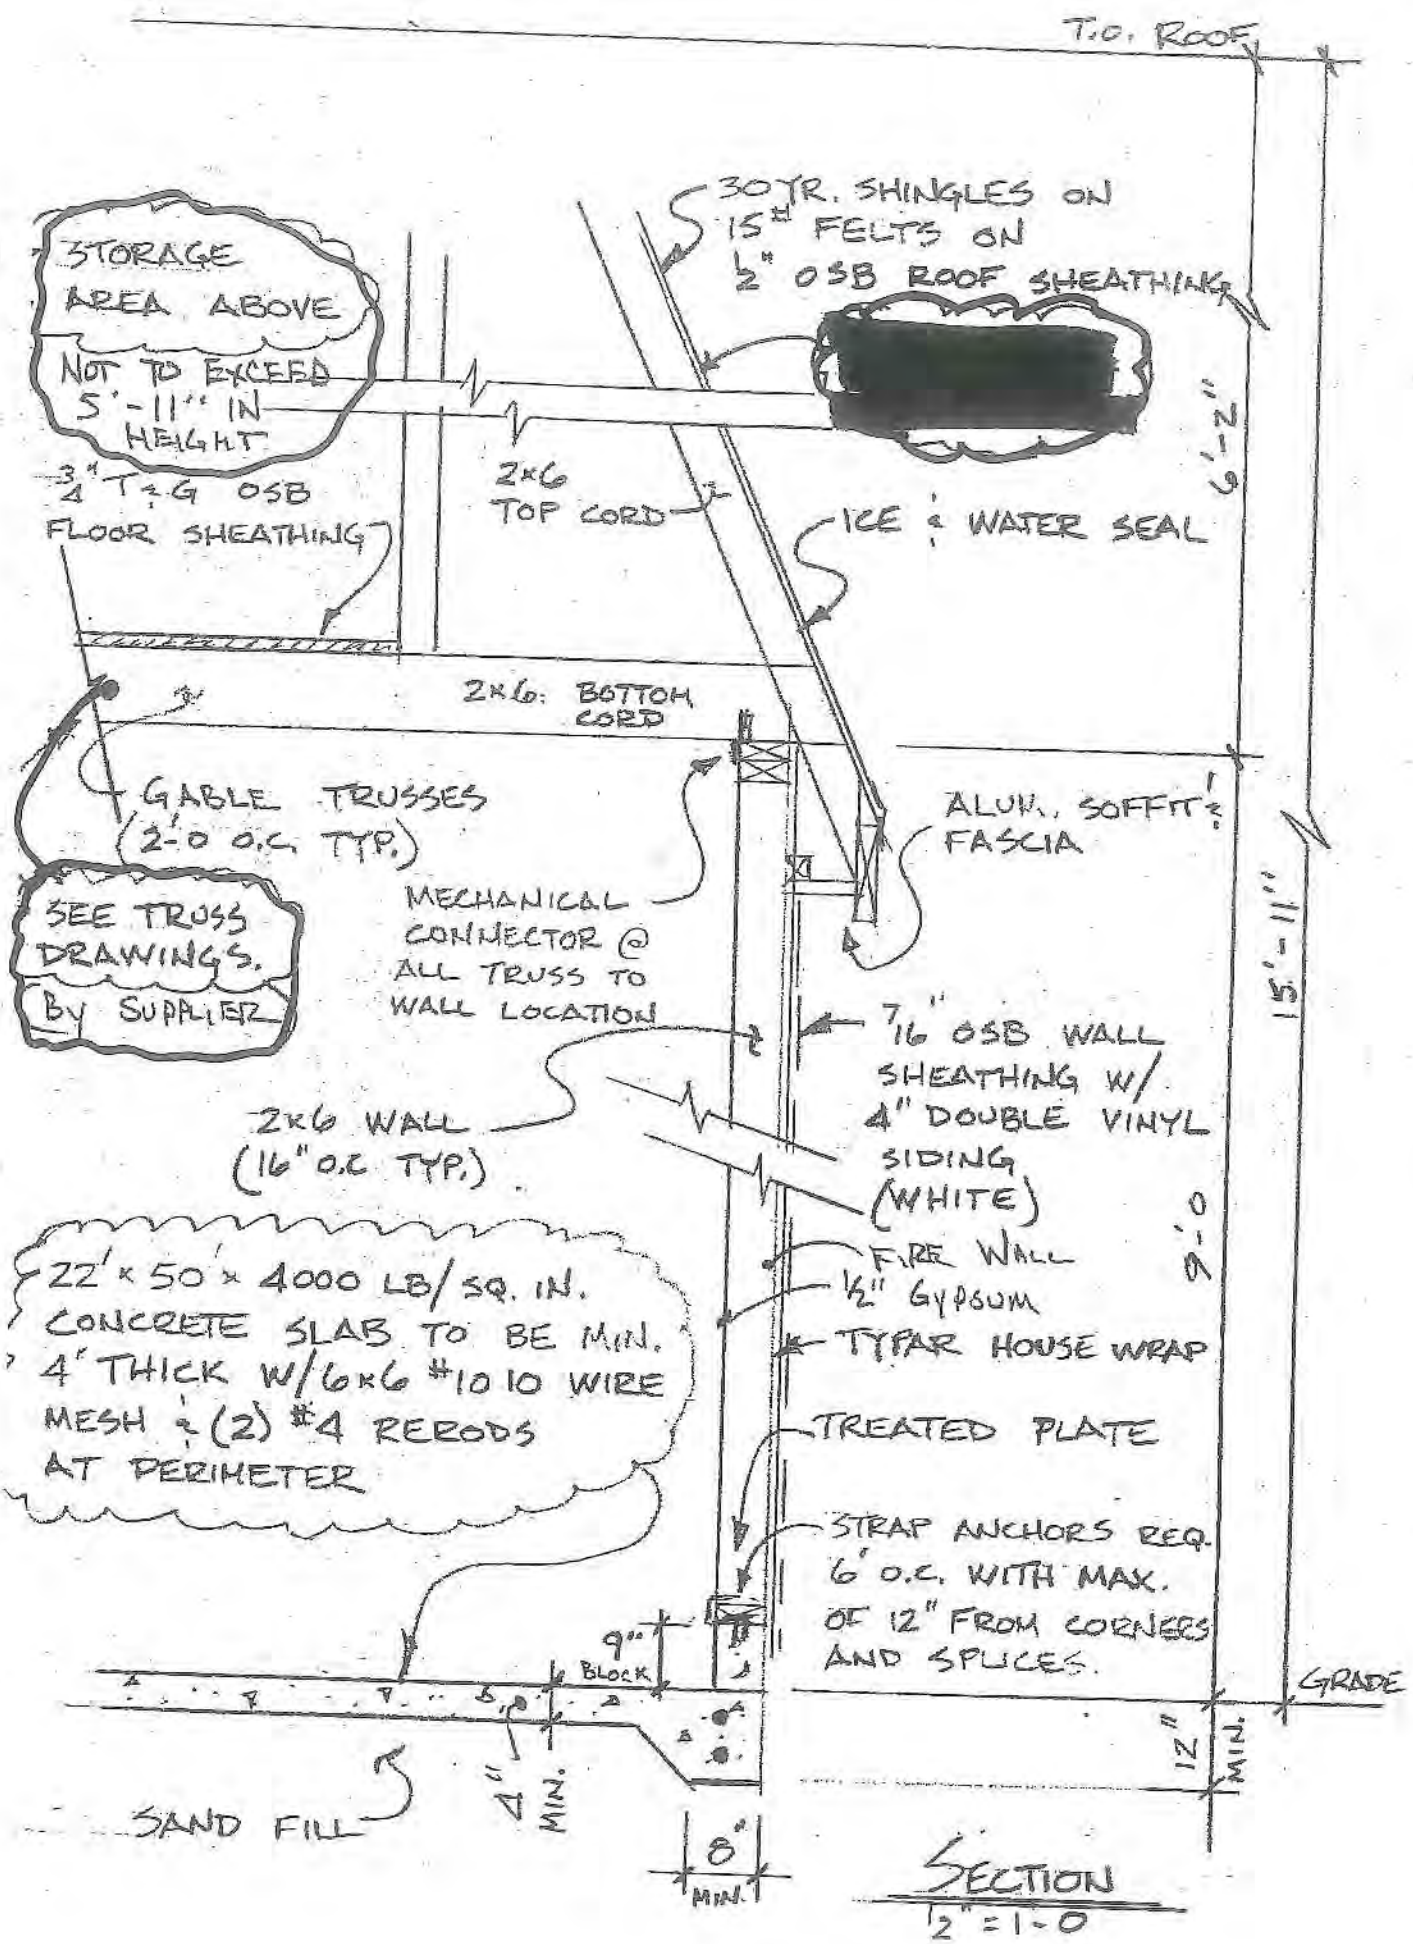 T.O. ROOF
30 YR. SHINGLES ON
15# FELTS ON
1/2" OSB ROOF SHEATHING
STORAGE
AREA ABOVE
NOT TO EXCEED
5'-11" IN
HEIGHT
3/4" T&G OSB
FLOOR SHEATHING
2x6
TOP CORD
ICE & WATER SEAL
6'-2"
2x6 BOTTOM
CORD
GABLE TRUSSES
(2'-0 O.C. TYP.)
SEE TRUSS
DRAWINGS.
BY SUPPLIER
MECHANICAL
CONNECTOR @
ALL TRUSS TO
WALL LOCATION
ALUM. SOFFIT &
FASCIA
15'-11"
7/16" OSB WALL
SHEATHING W/
4" DOUBLE VINYL
SIDING
(WHITE)
2x6 WALL
(16" O.C TYP.)
9'-0
FIRE WALL
1/2" GYPSUM
TYPAR HOUSE WRAP
22' x 50' x 4000 LB/SQ. IN.
CONCRETE SLAB TO BE MIN.
4" THICK W/6x6 #10 10 WIRE
MESH & (2) #4 RERODS
AT PERIMETER
TREATED PLATE
STRAP ANCHORS REQ.
6' O.C. WITH MAX.
OF 12" FROM CORNERS
AND SPLICES.
9"
BLOCK
GRADE
12"
MIN.
4"
MIN.
SAND FILL
8"
MIN.
SECTION
1/2" = 1-0